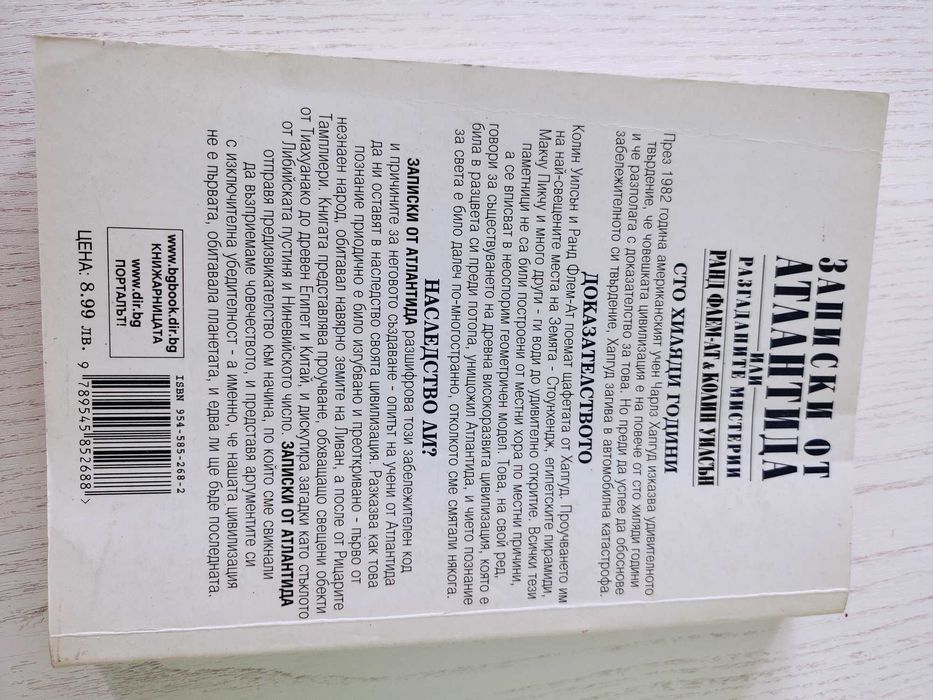 ЗАПИСКИ ОТ
АТЛАНТИДА
ИЛИ
РАЗГАДАНИТЕ МИСТЕРИИ
РАНД ФЛЕМ-АТ & КОЛИН УИЛСЪН
СТО ХИЛЯДИ ГОДИНИ
През 1982 година американският учен Чарлз Хапгуд изказва удивителното
твърдение, че човешката цивилизация е на повече от сто хиляди години
и че разполага с доказателство за това. Но преди да успее да обоснове
забележителното си твърдение, Хапгуд загива в автомобилна катастрофа.
ДОКАЗАТЕЛСТВОТО
Колин Уилсън и Ранд Флем-Ат поемат щафетата от Хапгуд. Проучването им
на най-свещените места на Земята - Стоунхендж, египетските пирамиди,
Макчу Пикчу и много други - ги води до удивително откритие. Всички тези
паметници не са били построени от местни хора по местни причини,
а се вписват в неоспорим геометричен модел. Това, на свой ред,
говори за съществуването на древна високоразвита цивилизация, която е
била в разцвета си преди потопа, унищожил Атлантида, и чието познание
за света е било далеч по-многостранно, отколкото сме смятали някога.
НАСЛЕДСТВО ЛИ?
ЗАПИСКИ ОТ АТЛАНТИДА разшифрова този забележителен код
и причините за неговото създаване - опитът на учени от Атлантида
да ни оставят в наследство своята цивилизация. Разказва как това
познание приодично е било изгубвано и преоткривано - първо от
незнаен народ, обитавал навярно земите на Ливан, а после от Рицарите
Тамплиери. Книгата представлява проучване, обхващащо свещени обекти
от Тиахуанако до древен Египет и Китай, и дискутира загадки като стъклото
от Либийската пустиня и Ниневийското число. ЗАПИСКИ ОТ АТЛАНТИДА
отправя предизвикателство към начина, по който сме свикнали
да възприемаме човечеството, и представя аргументите си
с изключителна убедителност - а именно, че нашата цивилизация
не е първата, обитавала планетата, и едва ли ще бъде последната.
www.bgbook.dir.bg
КНИЖАРНИЦАТА
www.dir.bg
ПОРТАЛЪТ!
ЦЕНА: 8.99 ЛВ.
ISBN 954-585-268-2
9 789545 852688 >